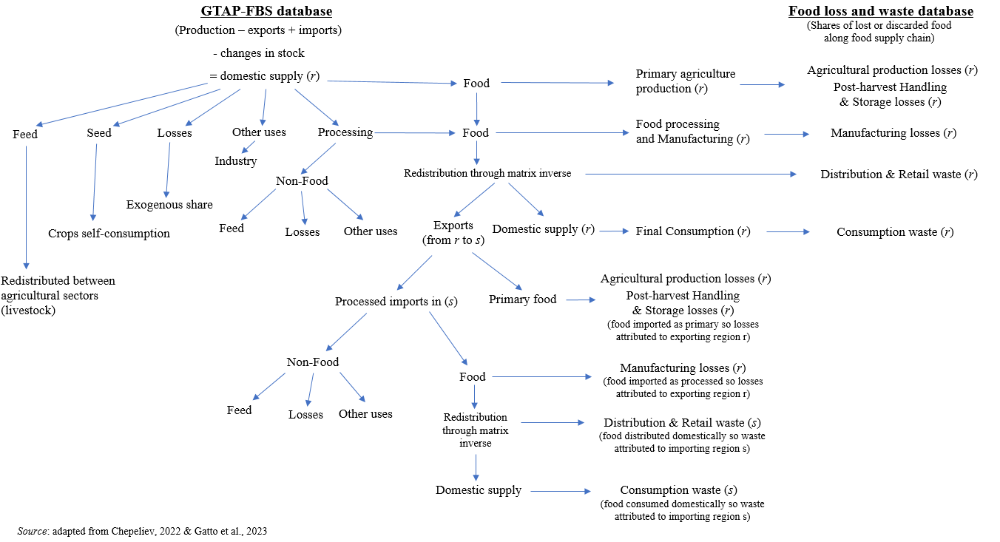 GTAP-FBS database
Food loss and waste database
(Production – exports + imports)
(Shares of lost or discarded food
along food supply chain)
- changes in stock
= domestic supply (r)
Food
Primary agriculture
production (r)
Agricultural production losses (r)
Post-harvest Handling
& Storage losses (r)
Feed
Seed
Losses
Other uses
Processing
Food
Food processing
and Manufacturing (r)
Manufacturing losses (r)
Industry
Non-Food
Redistribution through matrix inverse
Distribution & Retail waste (r)
Exogenous share
Crops self-consumption
Feed
Losses
Other uses
Exports
(from r to s)
Domestic supply (r)
Final Consumption (r)
Consumption waste (r)
Redistributed between
agricultural sectors
(livestock)
Processed imports in (s)
Primary food
Agricultural production losses (r)
Post-harvest Handling
& Storage losses (r)
(food imported as primary so losses
attributed to exporting region r)
Non-Food
Food
Manufacturing losses (r)
(food imported as processed so losses
attributed to exporting region r)
Feed
Losses
Other uses
Redistribution
through matrix
inverse
Distribution & Retail waste (s)
(food distributed domestically so waste
attributed to importing region s)
Domestic supply
Consumption waste (s)
(food consumed domestically so waste
attributed to importing region s)
Source: adapted from Chepeliev, 2022 & Gatto et al., 2023